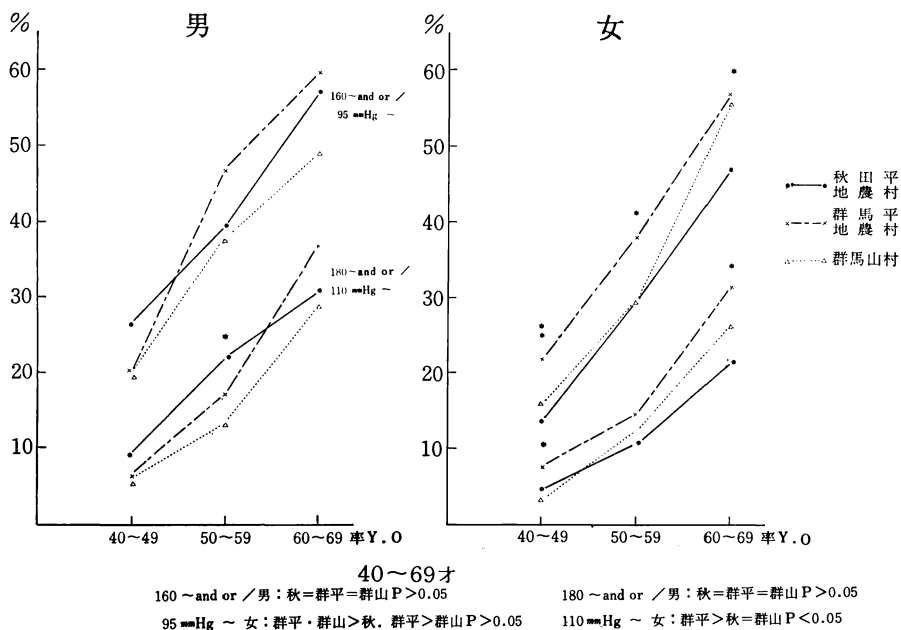 %
男
60
50
40
30
20
10
160~and or /
95 mmHg ~
180~and or /
110 mmHg ~
40~49
50~59
60~69
率Y.O
%
女
60
50
40
30
20
10
40~49
50~59
60~69
率Y.O
秋田平
地農村
群馬平
地農村
群馬山村
40~69才
160~and or /男:秋=群平=群山P>0.05
95 mmHg ~ 女:群平・群山>秋.群平>群山P>0.05
180~and or /男:秋=群平=群山P>0.05
110 mmHg ~ 女:群平>秋=群山P<0.05